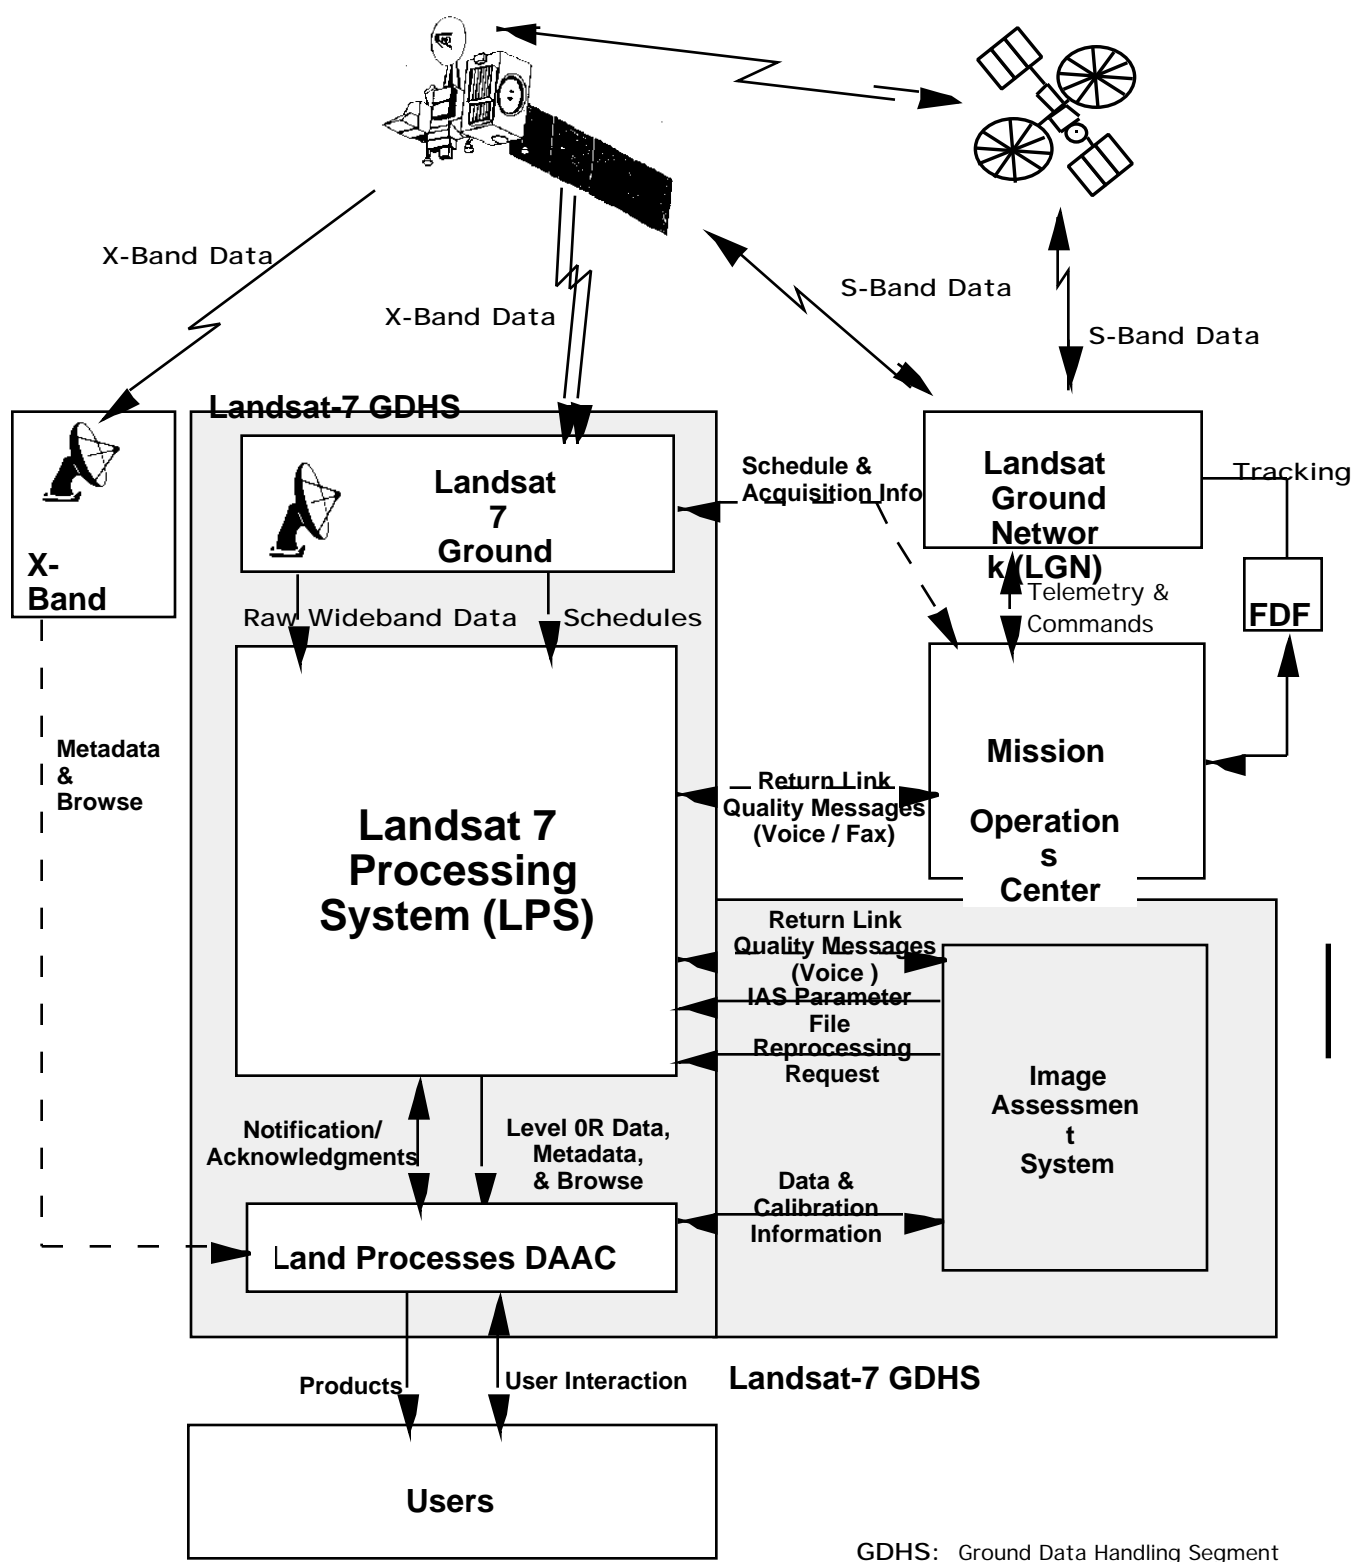 X-Band Data
X-Band Data
S-Band Data
S-Band Data
Landsat-7 GDHS
X-
Band
Landsat
7
Ground
Schedule &
Acquisition Info
Landsat
Ground
Networ
k (LGN)
Tracking
FDF
Telemetry &
Commands
Raw Wideband Data
Schedules
Metadata
&
Browse
Landsat 7
Processing
System (LPS)
Return Link
Quality Messages
(Voice / Fax)
Mission
Operation
s
Center
Return Link
Quality Messages
(Voice )
IAS Parameter
File
Reprocessing
Request
Image
Assessmen
t
System
Notification/
Acknowledgments
Level 0R Data,
Metadata,
& Browse
Data &
Calibration
Information
Land Processes DAAC
Products
User Interaction
Landsat-7 GDHS
Users
GDHS: Ground Data Handling Segment